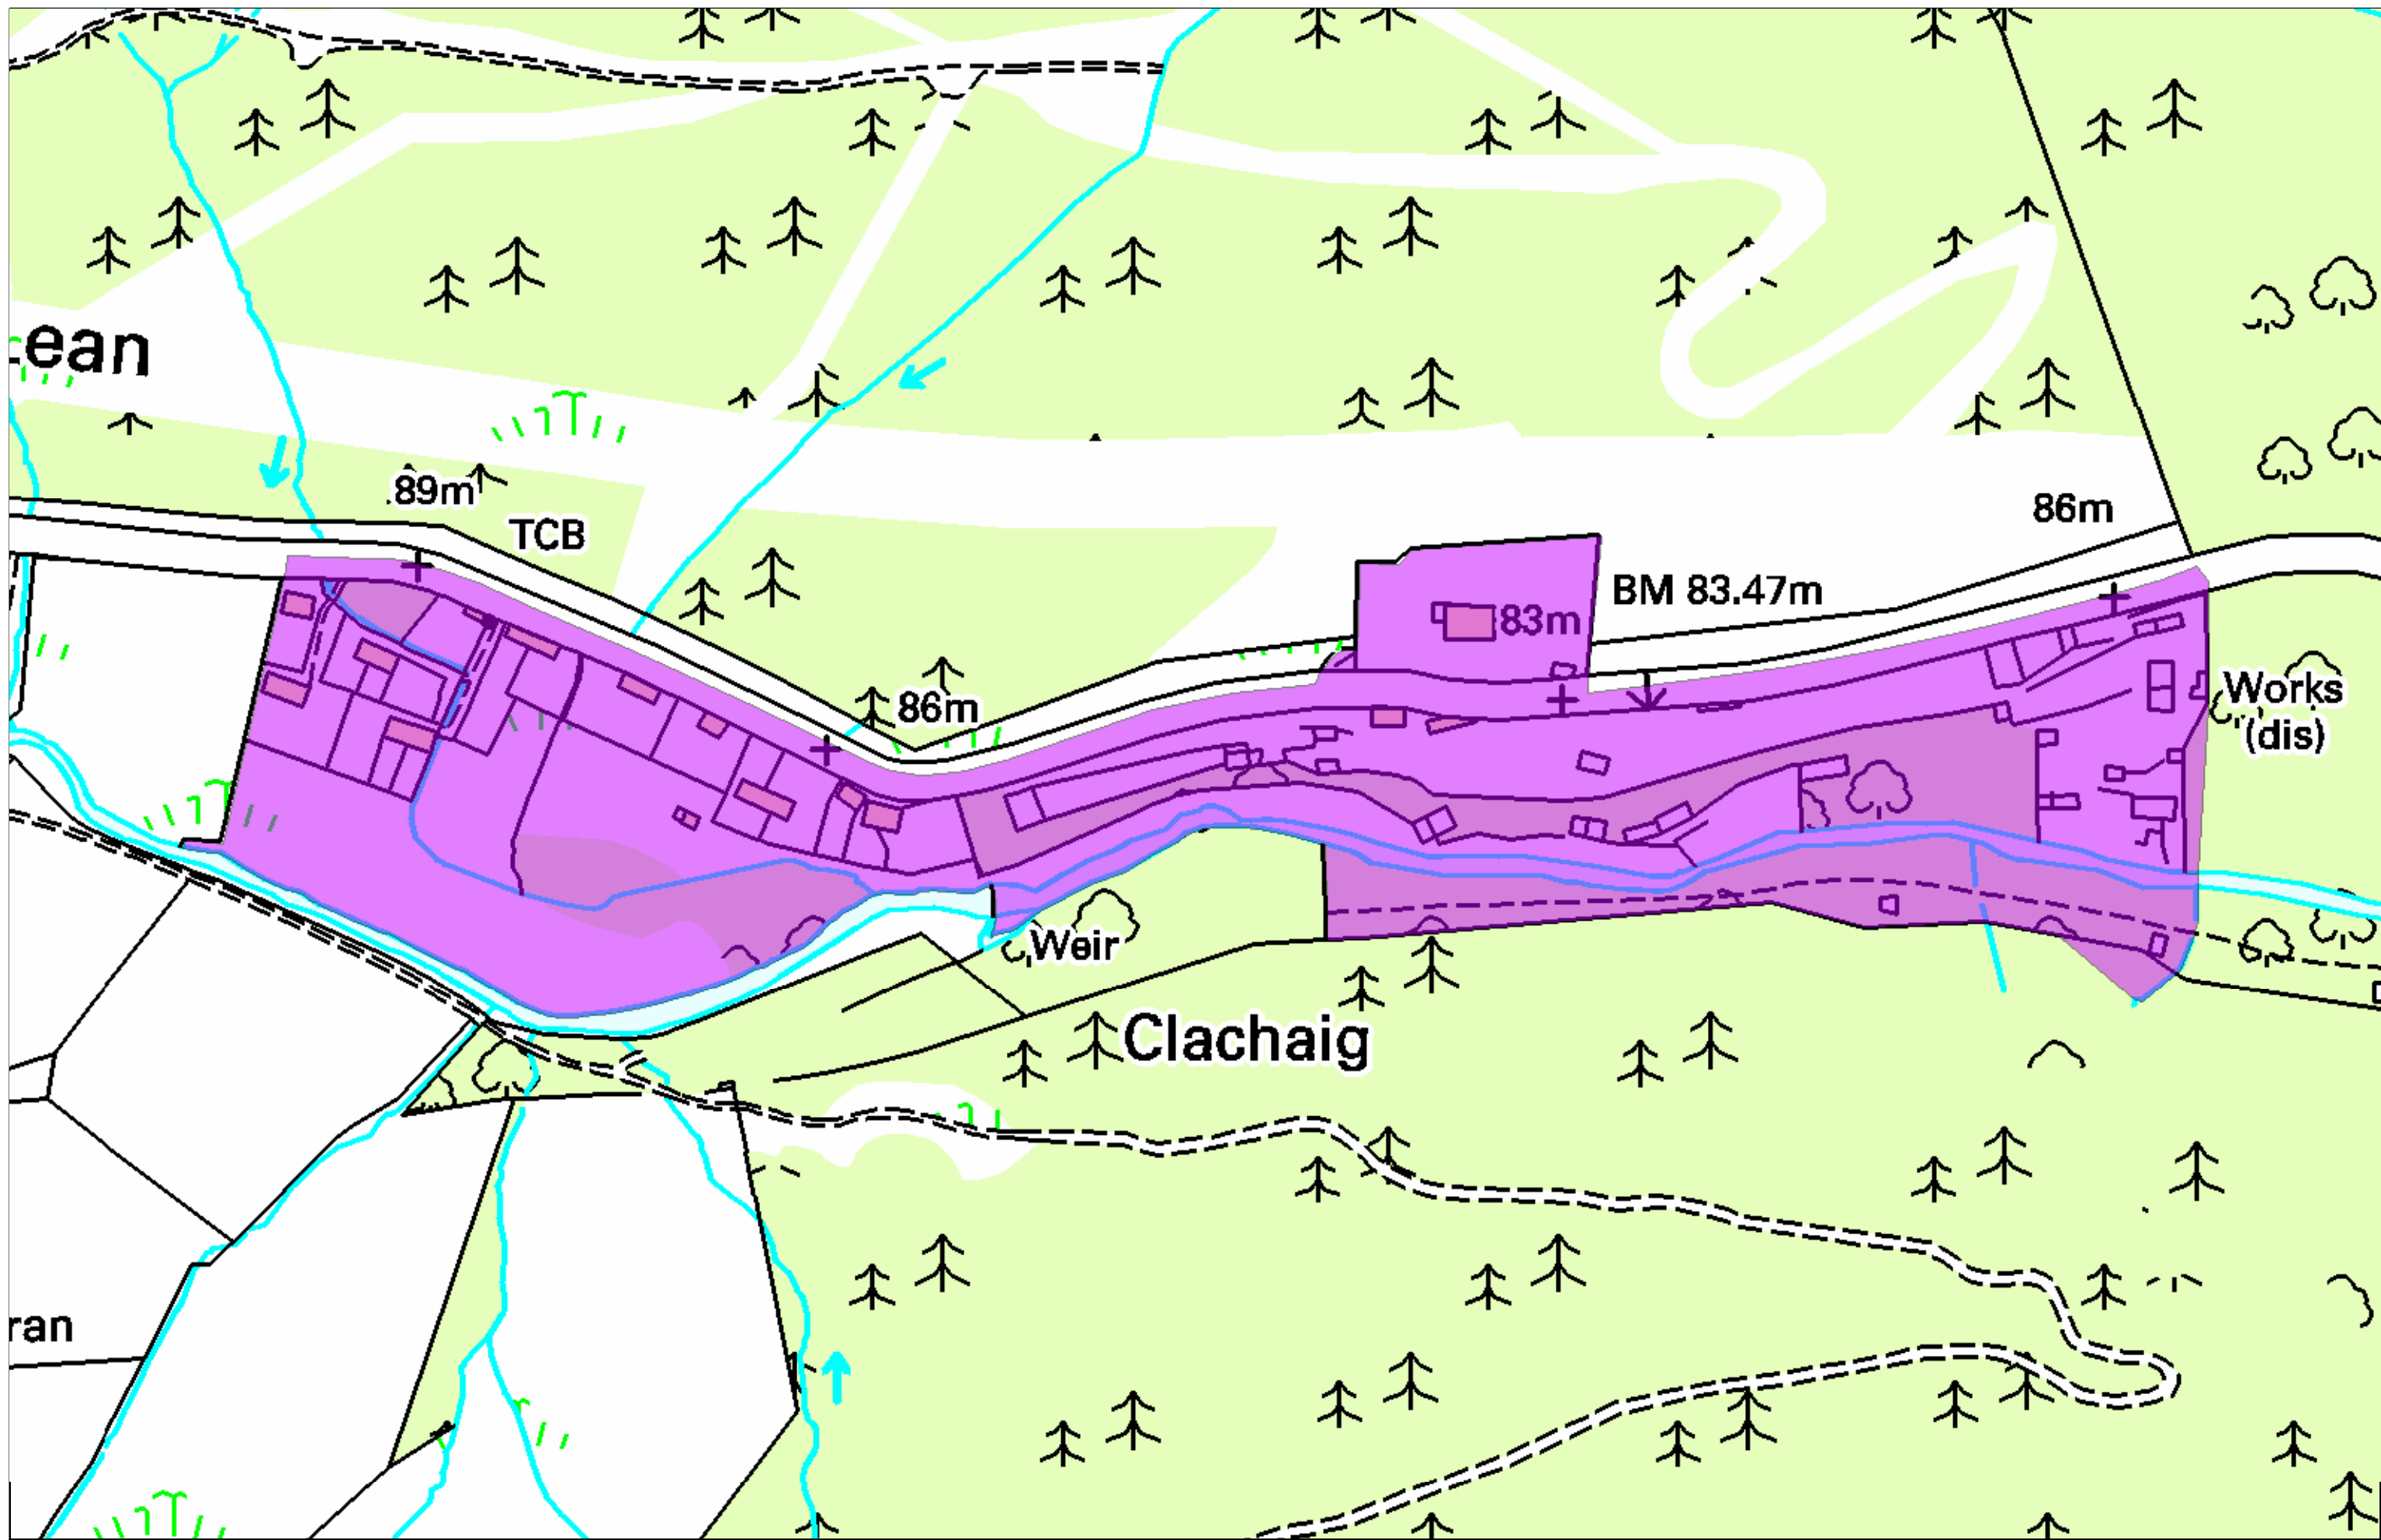 ean
89m
TCB
86m
83m
BM 83.47m
86m
Works
(dis)
Weir
Clachaig
ran